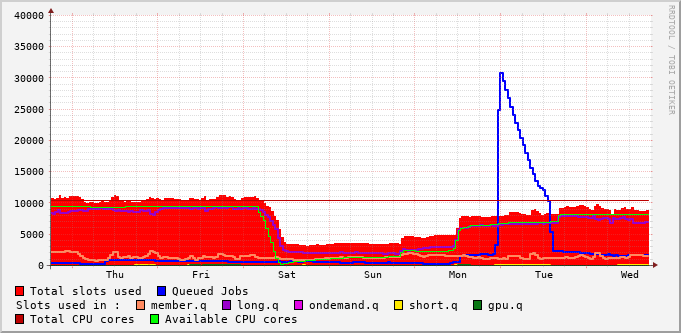 40000
35000
30000
25000
20000
15000
10000
5000
0
Thu Fri Sat Sun Mon Tue Wed
RRDTOOL / TOBI OETIKER
Total slots used Queued Jobs
Slots used in : member.q long.q ondemand.q short.q gpu.q
Total CPU cores Available CPU cores